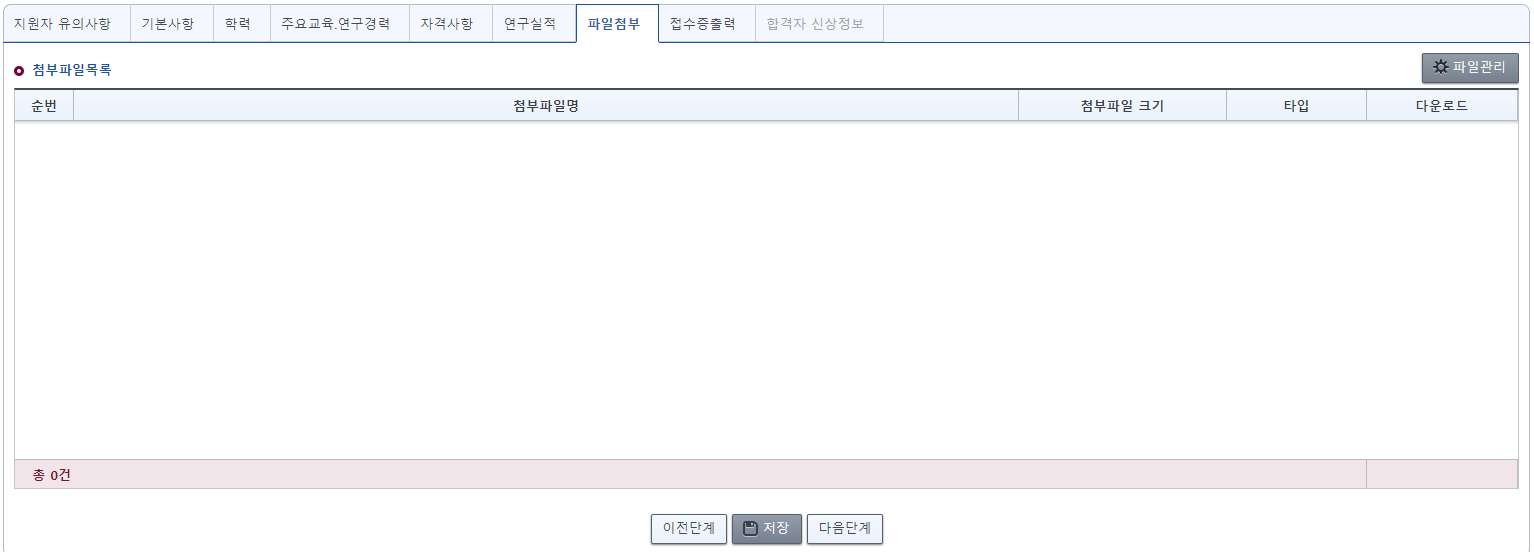 지원자 유의사항 기본사항 학력 주요교육.연구경력 자격사항 연구실적 파일첨부 접수증출력 합격자 신상정보
첨부파일목록 파일관리
순번 첨부파일명 첨부파일 크기 타입 다운로드
총 0건
이전단계 저장 다음단계